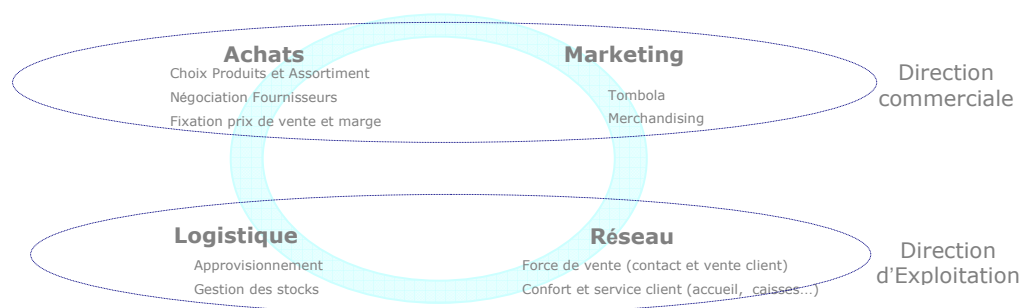 Achats
Choix Produits et Assortiment
Négociation Fournisseurs
Fixation prix de vente et marge
Marketing
Tombola
Merchandising
Direction
commerciale
Logistique
Approvisionnement
Gestion des stocks
Réseau
Force de vente (contact et vente client)
Confort et service client (accueil, caisses...)
Direction
d'Exploitation